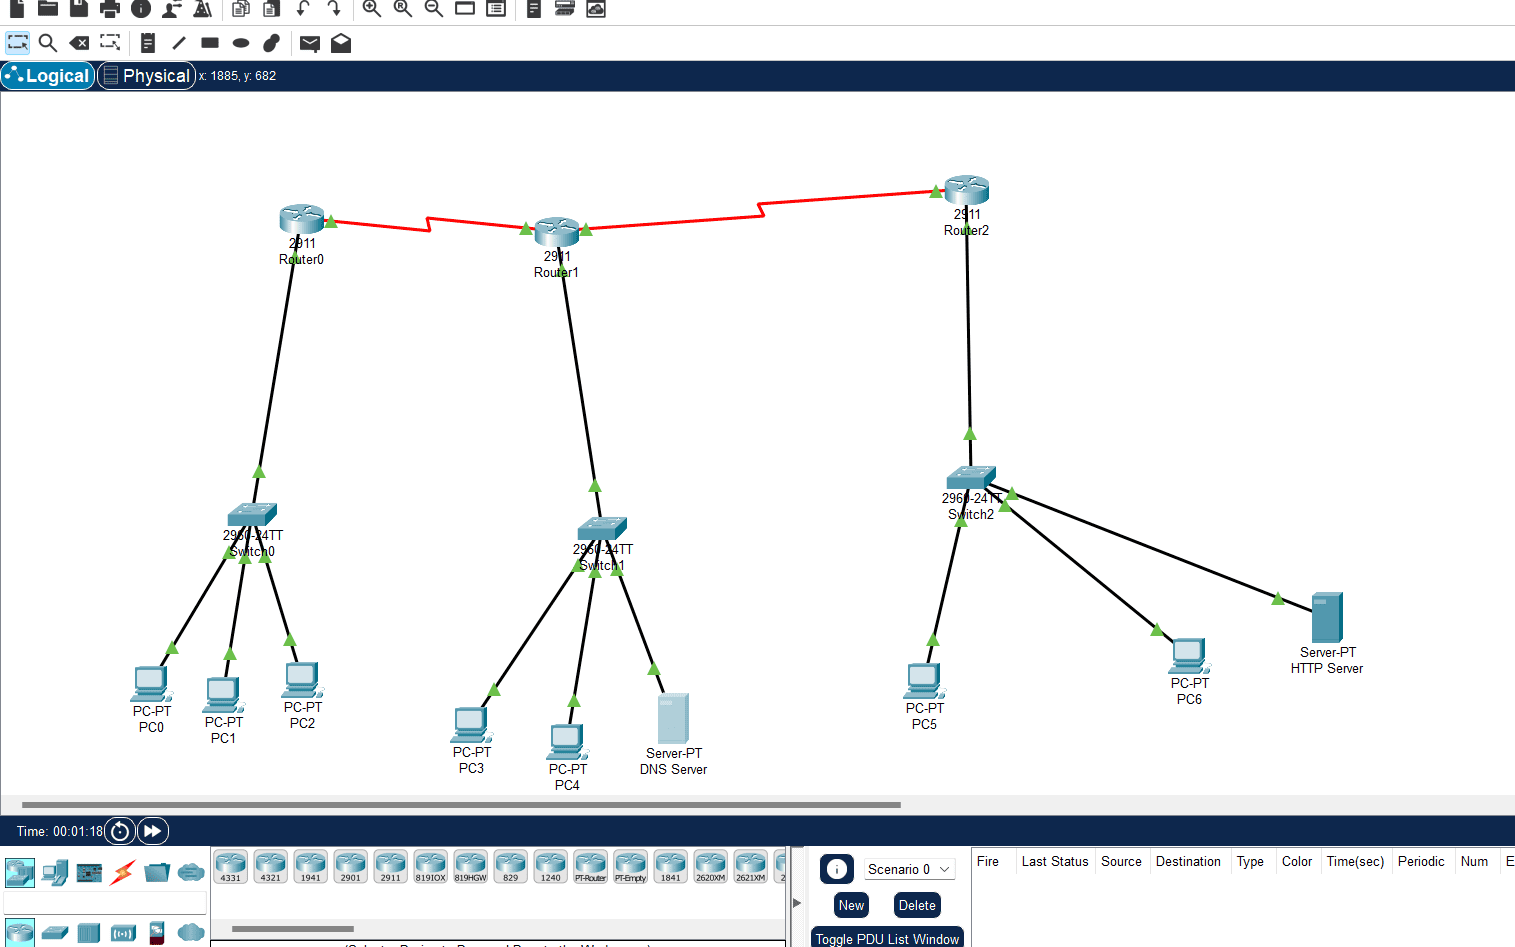 Logical
Physical
x: 1885, y: 682
2911
Router0
2911
Router1
2911
Router2
2960-24TT
Switch0
2960-24TT
Switch1
2960-24TT
Switch2
PC-PT
PC0
PC-PT
PC1
PC-PT
PC2
PC-PT
PC3
PC-PT
PC4
Server-PT
DNS Server
PC-PT
PC5
PC-PT
PC6
Server-PT
HTTP Server
Time: 00:01:18
4331
4321
1941
2901
2911
819IOX
819HGW
829
1240
PT-Router
PT-Empty
1841
2620XM
2621XM
2
Scenario 0
New
Delete
Toggle PDU List Window
Fire Last Status Source Destination Type Color Time(sec) Periodic Num E